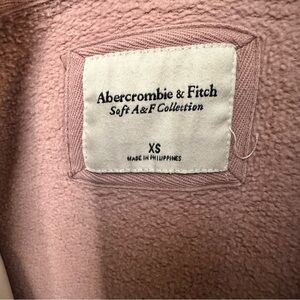 Abercrombie & Fitch
Soft A&F Collection
XS
MADE IN PHILIPPINES